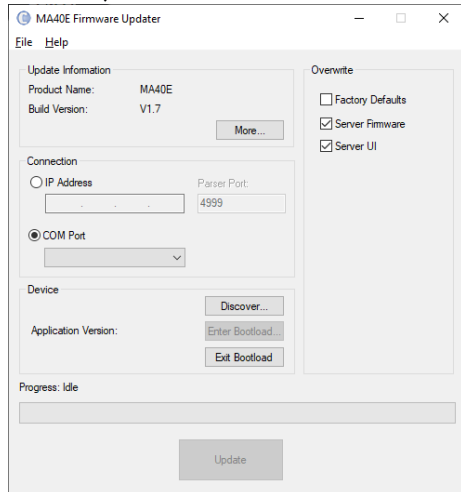 MA40E Firmware Updater
File Help
Update Information
Product Name: MA40E
Build Version: V1.7
More...
Overwrite
Factory Defaults
Server Firmware
Server UI
Connection
IP Address
Parser Port:
. . .
4999
COM Port
Device
Discover...
Application Version:
Enter Bootload...
Exit Bootload
Progress: Idle
Update